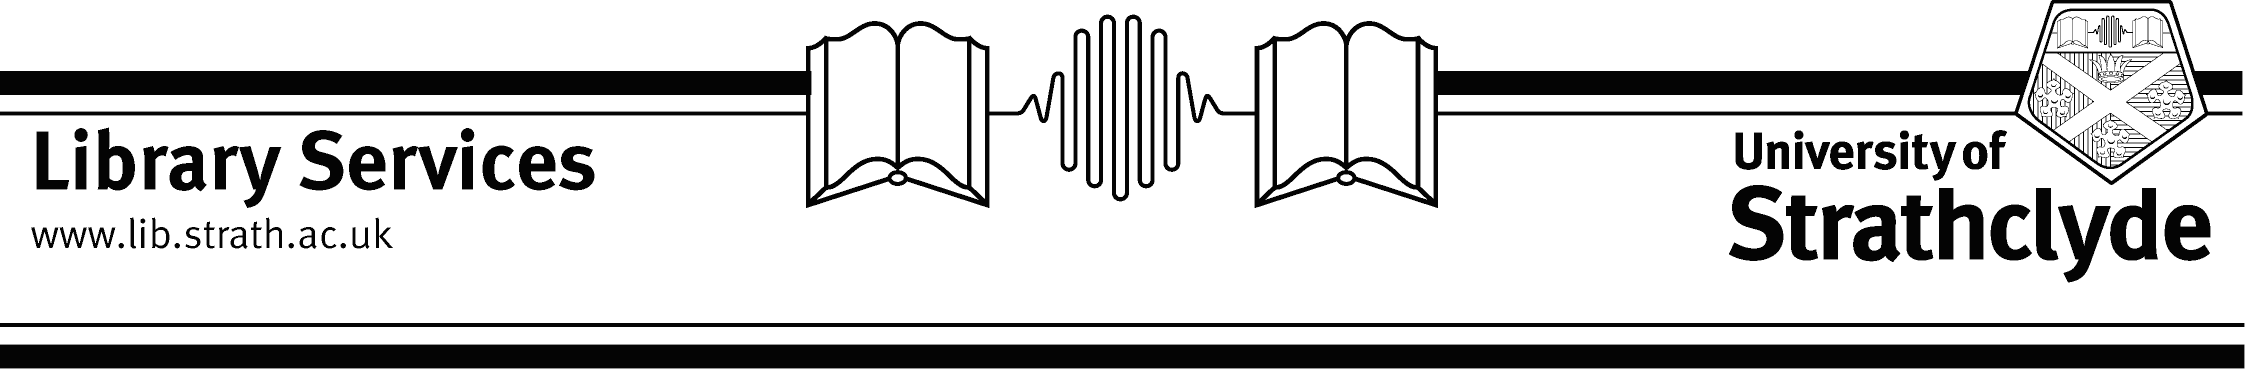 Library Services
www.lib.strath.ac.uk
University of
Strathclyde